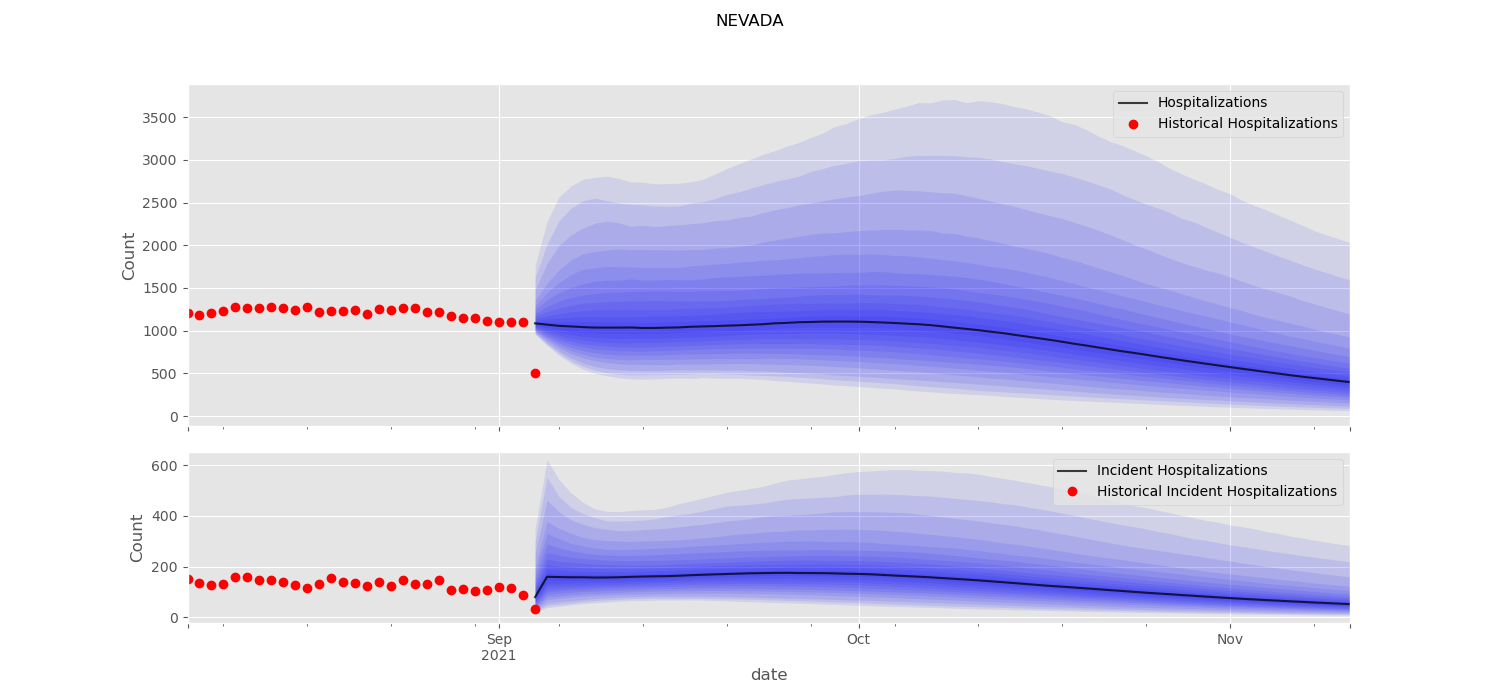 NEVADA
Count
3500
3000
2500
2000
1500
1000
500
0
Hospitalizations
Historical Hospitalizations
Count
600
400
200
0
Incident Hospitalizations
Historical Incident Hospitalizations
Sep
2021
Oct
Nov
date